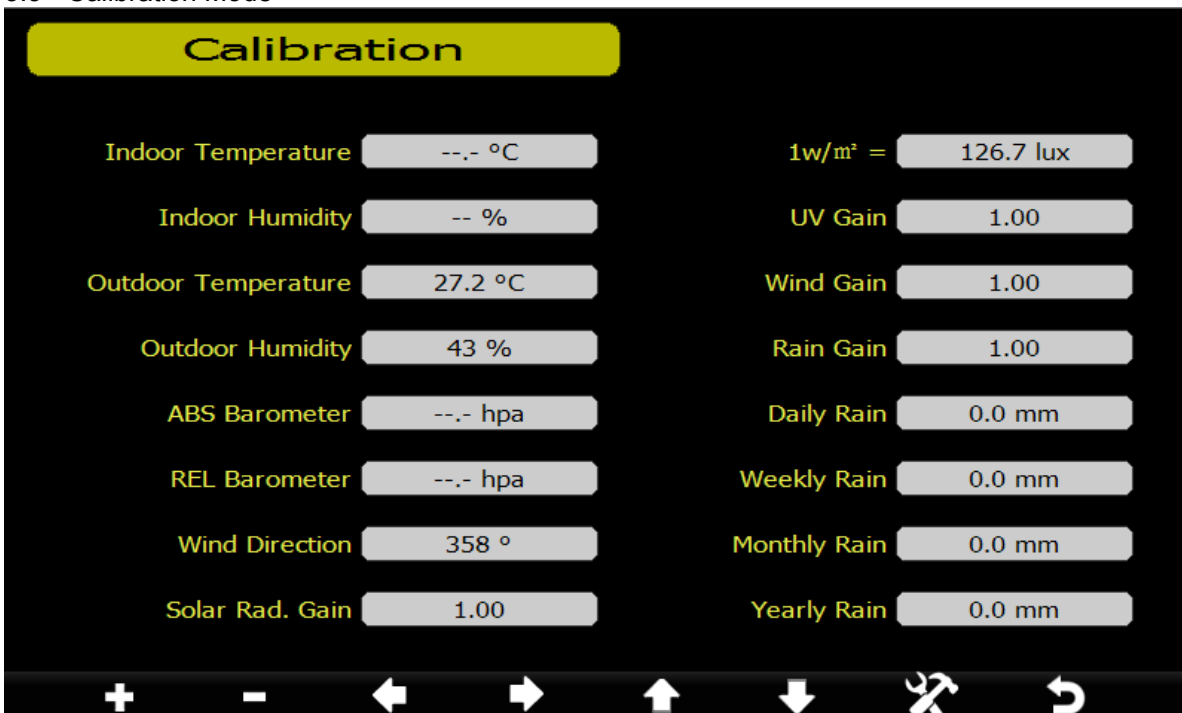 Calibration
Indoor Temperature --.- °C
Indoor Humidity -- %
Outdoor Temperature 27.2 °C
Outdoor Humidity 43 %
ABS Barometer --.- hpa
REL Barometer --.- hpa
Wind Direction 358 °
Solar Rad. Gain 1.00
1w/m² = 126.7 lux
UV Gain 1.00
Wind Gain 1.00
Rain Gain 1.00
Daily Rain 0.0 mm
Weekly Rain 0.0 mm
Monthly Rain 0.0 mm
Yearly Rain 0.0 mm